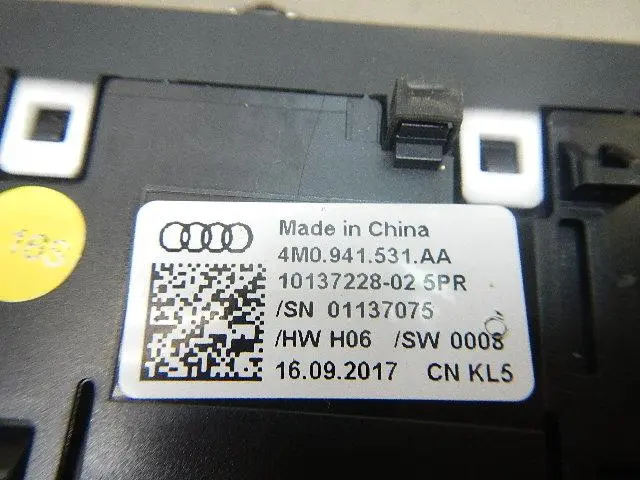 Made in China
4M0.941.531.AA
10137228-02 5PR
/SN 01137075
/HW H06 /SW 0008
16.09.2017 CN KL5